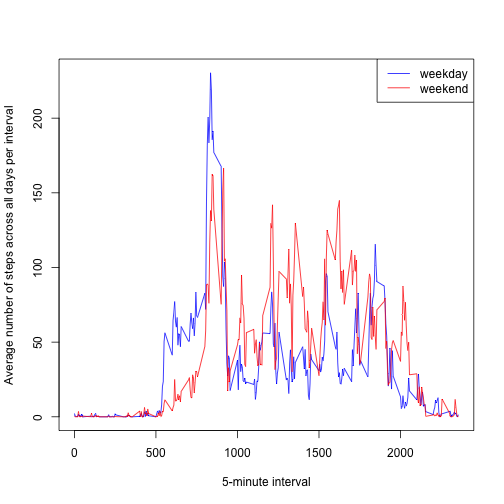 weekday
weekend
Average number of steps across all days per interval
200
150
100
50
0
0 500 1000 1500 2000
5-minute interval